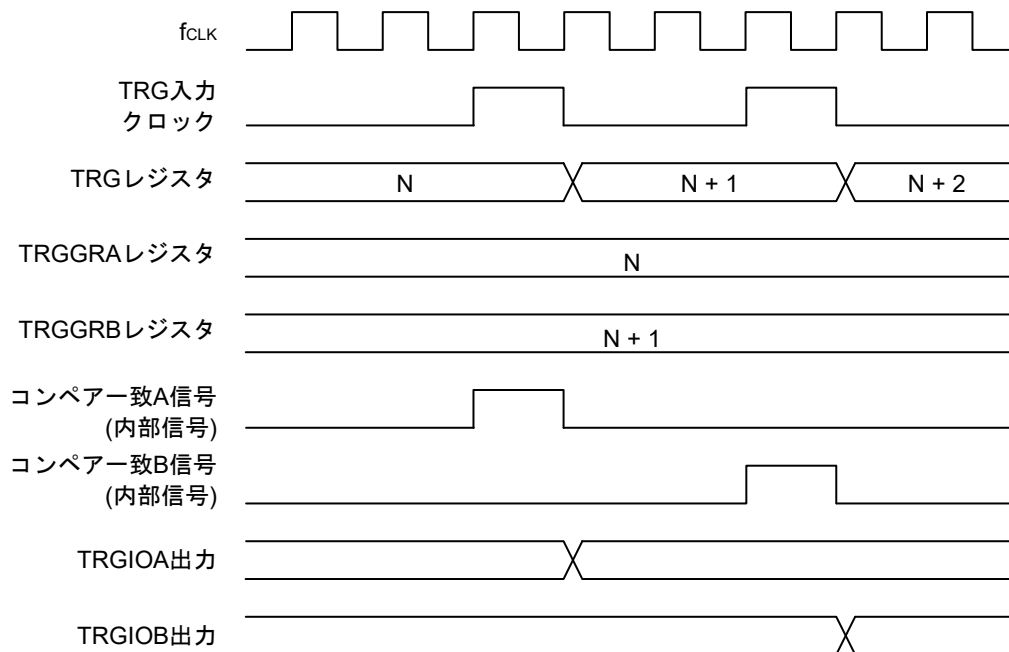 fCLK
TRG入力
クロック
TRGレジスタ
N
N + 1
N + 2
TRGGRAレジスタ
N
TRGGRBレジスタ
N + 1
コンペア一致A信号
(内部信号)
コンペア一致B信号
(内部信号)
TRGIOA出力
TRGIOB出力